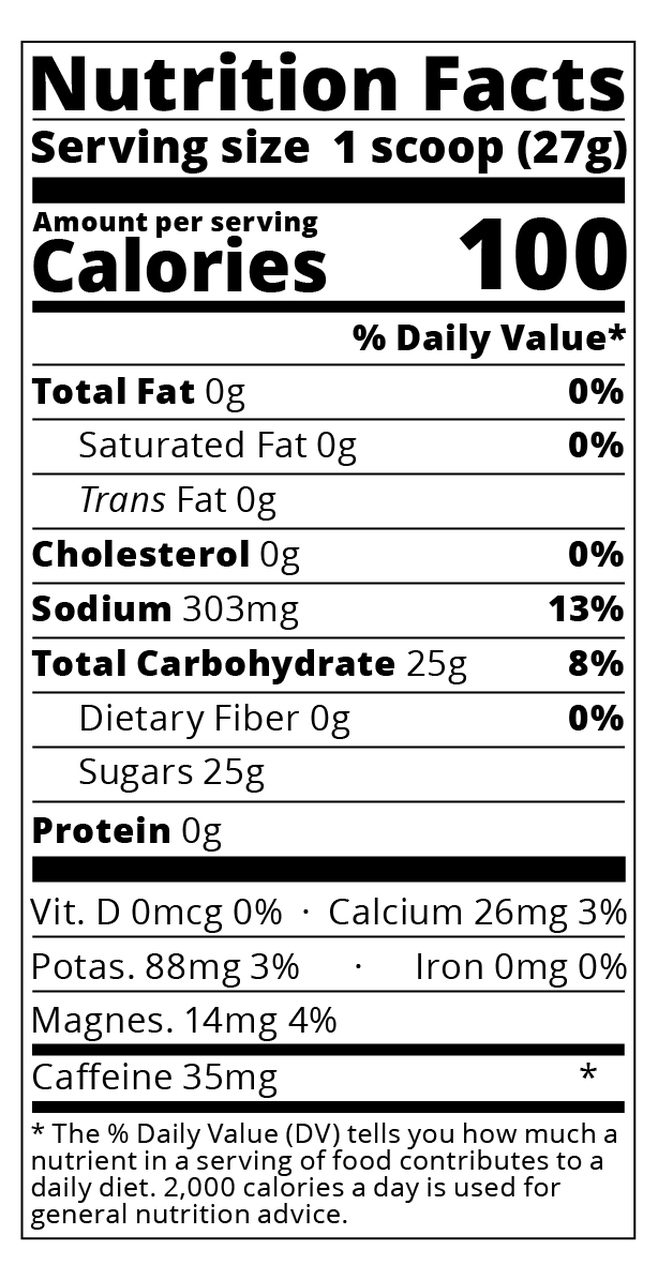 Nutrition Facts
Serving size 1 scoop (27g)
Amount per serving
Calories 100
% Daily Value*
Total Fat 0g 0%
Saturated Fat 0g 0%
Trans Fat 0g
Cholesterol 0g 0%
Sodium 303mg 13%
Total Carbohydrate 25g 8%
Dietary Fiber 0g 0%
Sugars 25g
Protein 0g
Vit. D 0mcg 0% · Calcium 26mg 3%
Potas. 88mg 3% · Iron 0mg 0%
Magnes. 14mg 4%
Caffeine 35mg *
* The % Daily Value (DV) tells you how much a
nutrient in a serving of food contributes to a
daily diet. 2,000 calories a day is used for
general nutrition advice.